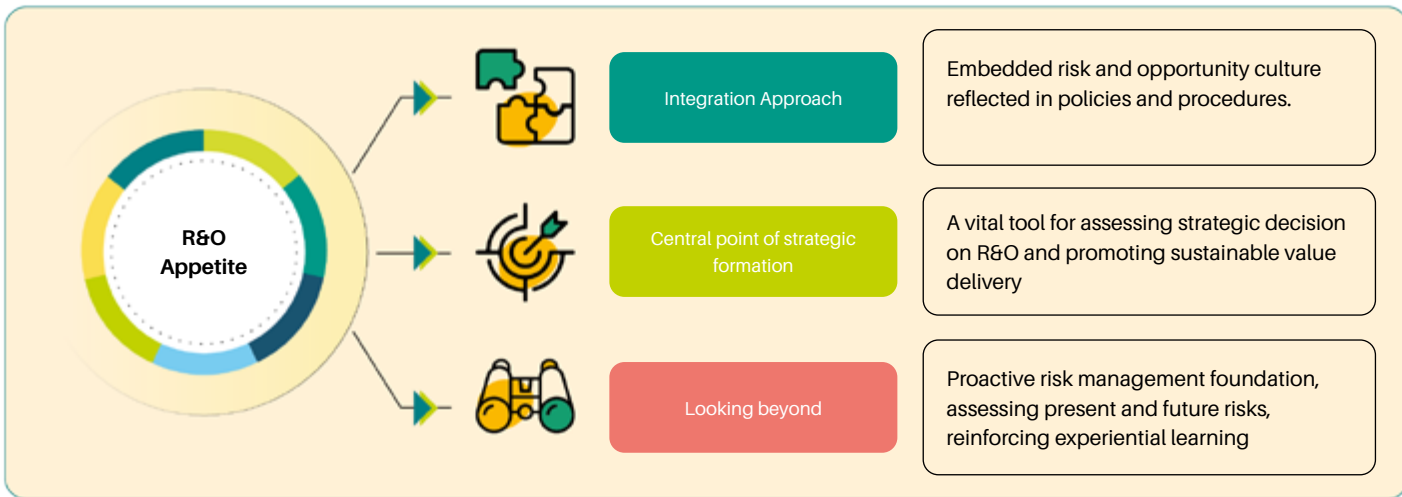 R&O
Appetite
Integration Approach
Embedded risk and opportunity culture
reflected in policies and procedures.
Central point of strategic
formation
A vital tool for assessing strategic decision
on R&O and promoting sustainable value
delivery
Looking beyond
Proactive risk management foundation,
assessing present and future risks,
reinforcing experiential learning